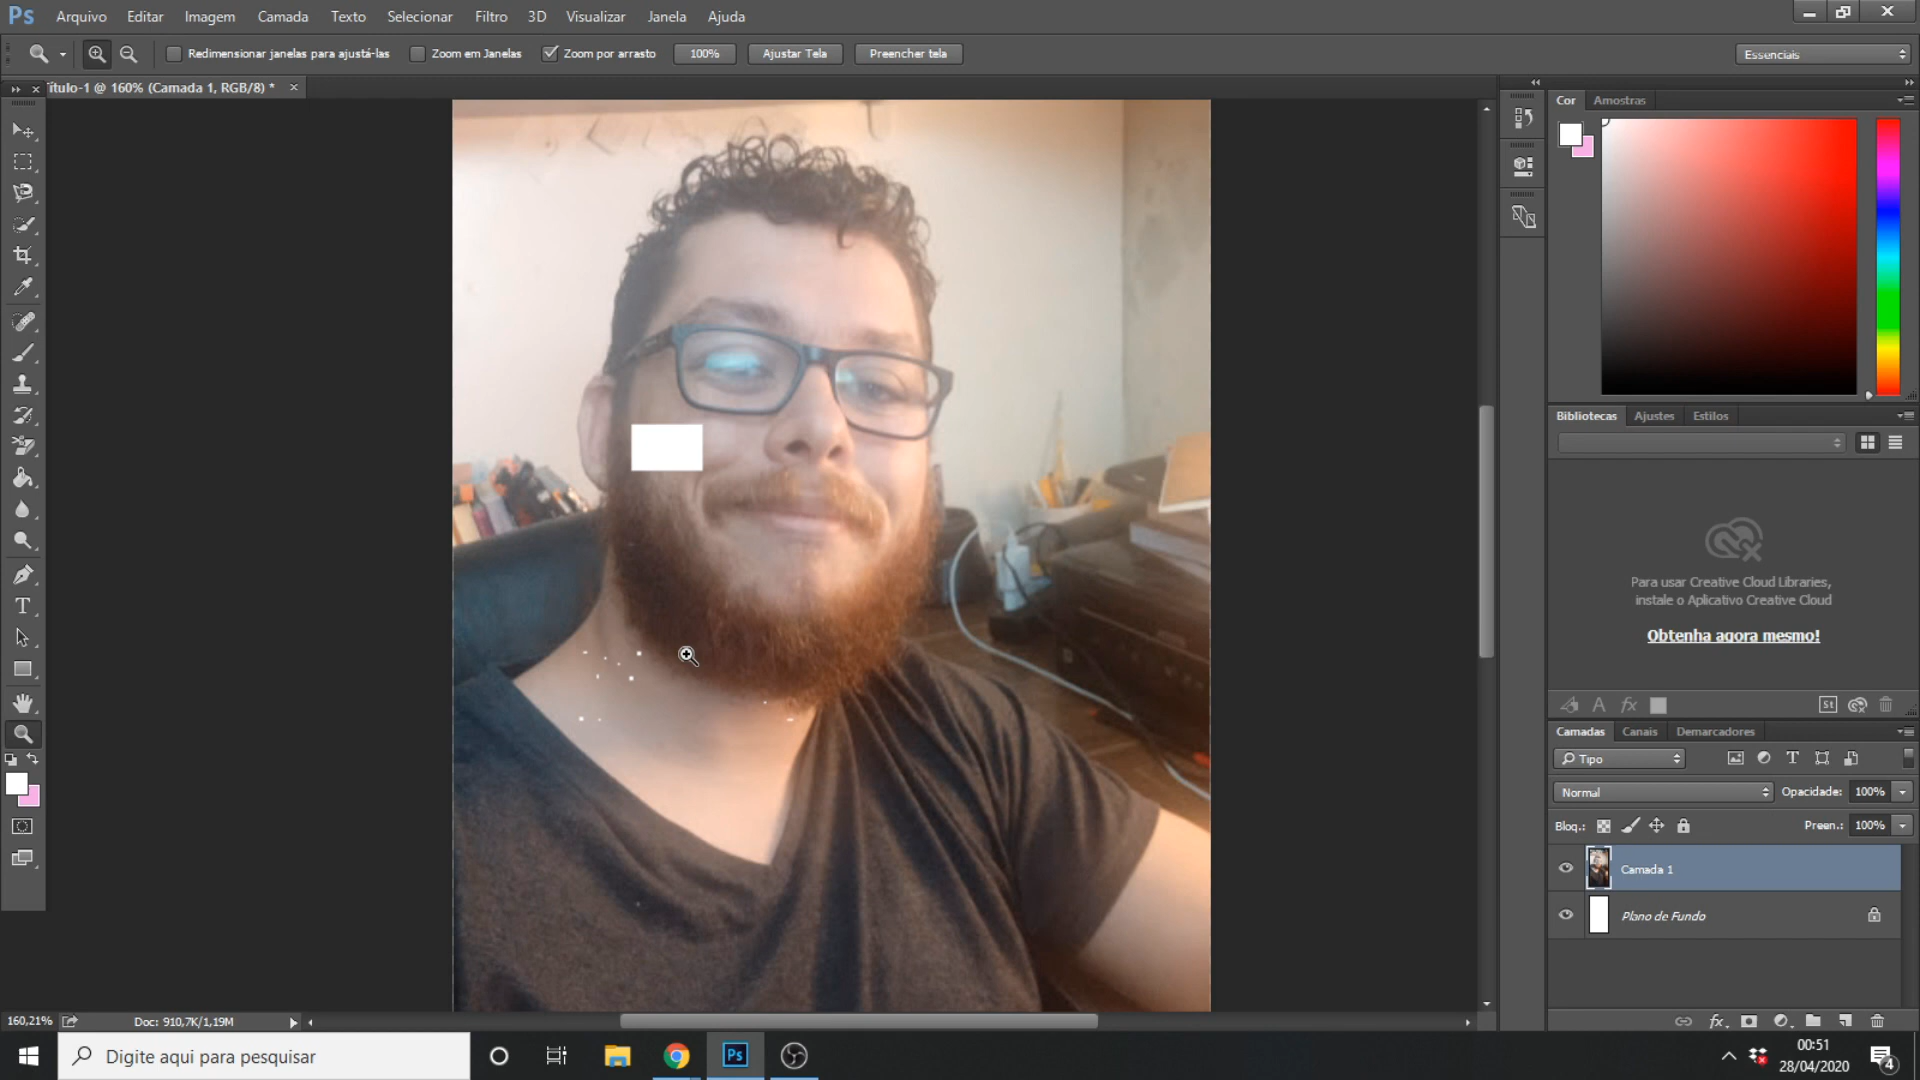 Ps Arquivo Editar Imagem Camada Texto Selecionar Filtro 3D Visualizar Janela Ajuda
Redimensionar janelas para ajustá-las Zoom em Janelas Zoom por arrasto 100% Ajustar Tela Preencher tela Essenciais
ítulo-1 @ 160% (Camada 1, RGB/8) *
Cor Amostras
Bibliotecas Ajustes Estilos
Para usar Creative Cloud Libraries,
instale o Aplicativo Creative Cloud
Obtenha agora mesmo!
St
Camadas Canais Demarcadores
Tipo
Normal Opacidade: 100%
Bloq.: Preen.: 100%
Camada 1
Plano de Fundo
160,21% Doc: 910,7K/1,19M
Digite aqui para pesquisar
Ps
00:51
28/04/2020
4